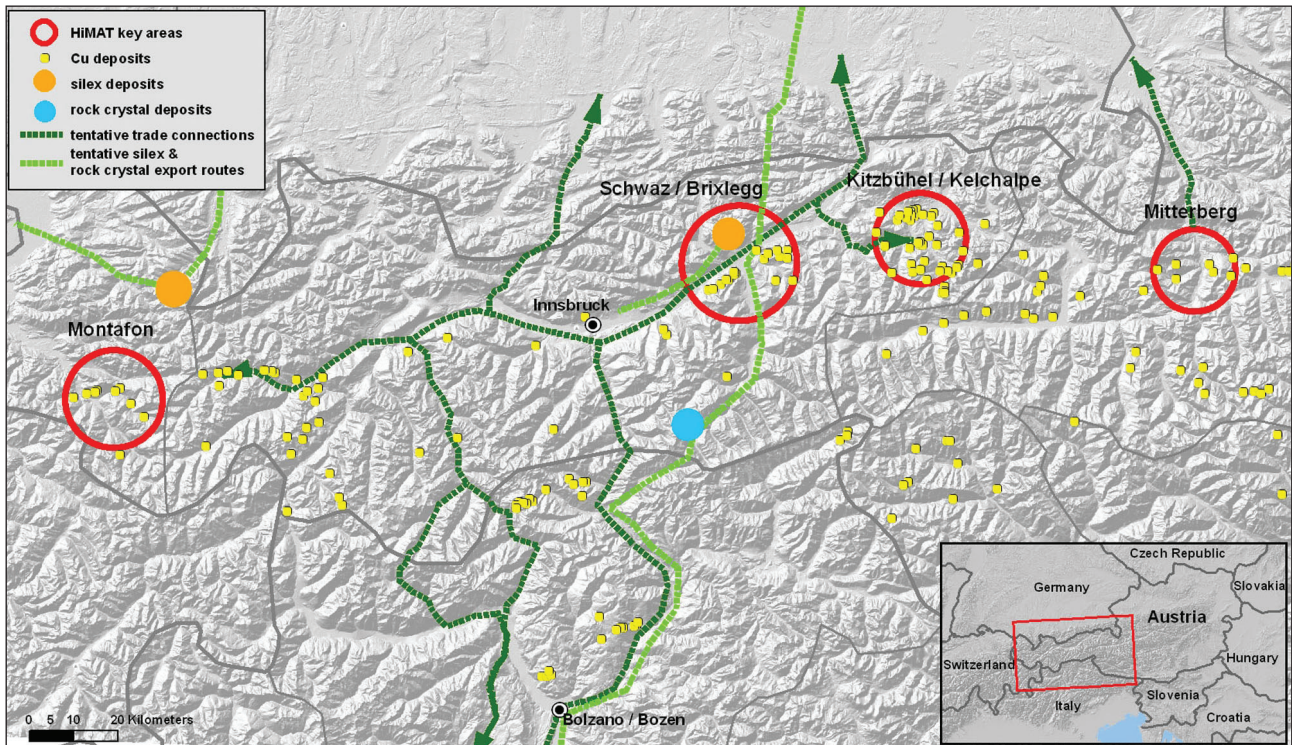 HiMAT key areas
Cu deposits
silex deposits
rock crystal deposits
tentative trade connections
tentative silex &
rock crystal export routes
Schwaz / Brixlegg
Kitzbühel / Kelchalpe
Mitterberg
Innsbruck
Montafon
Bolzano / Bozen
0 5 10 20 Kilometers
Czech Republic
Germany
Slovakia
Austria
Switzerland
Hungary
Slovenia
Italy
Croatia